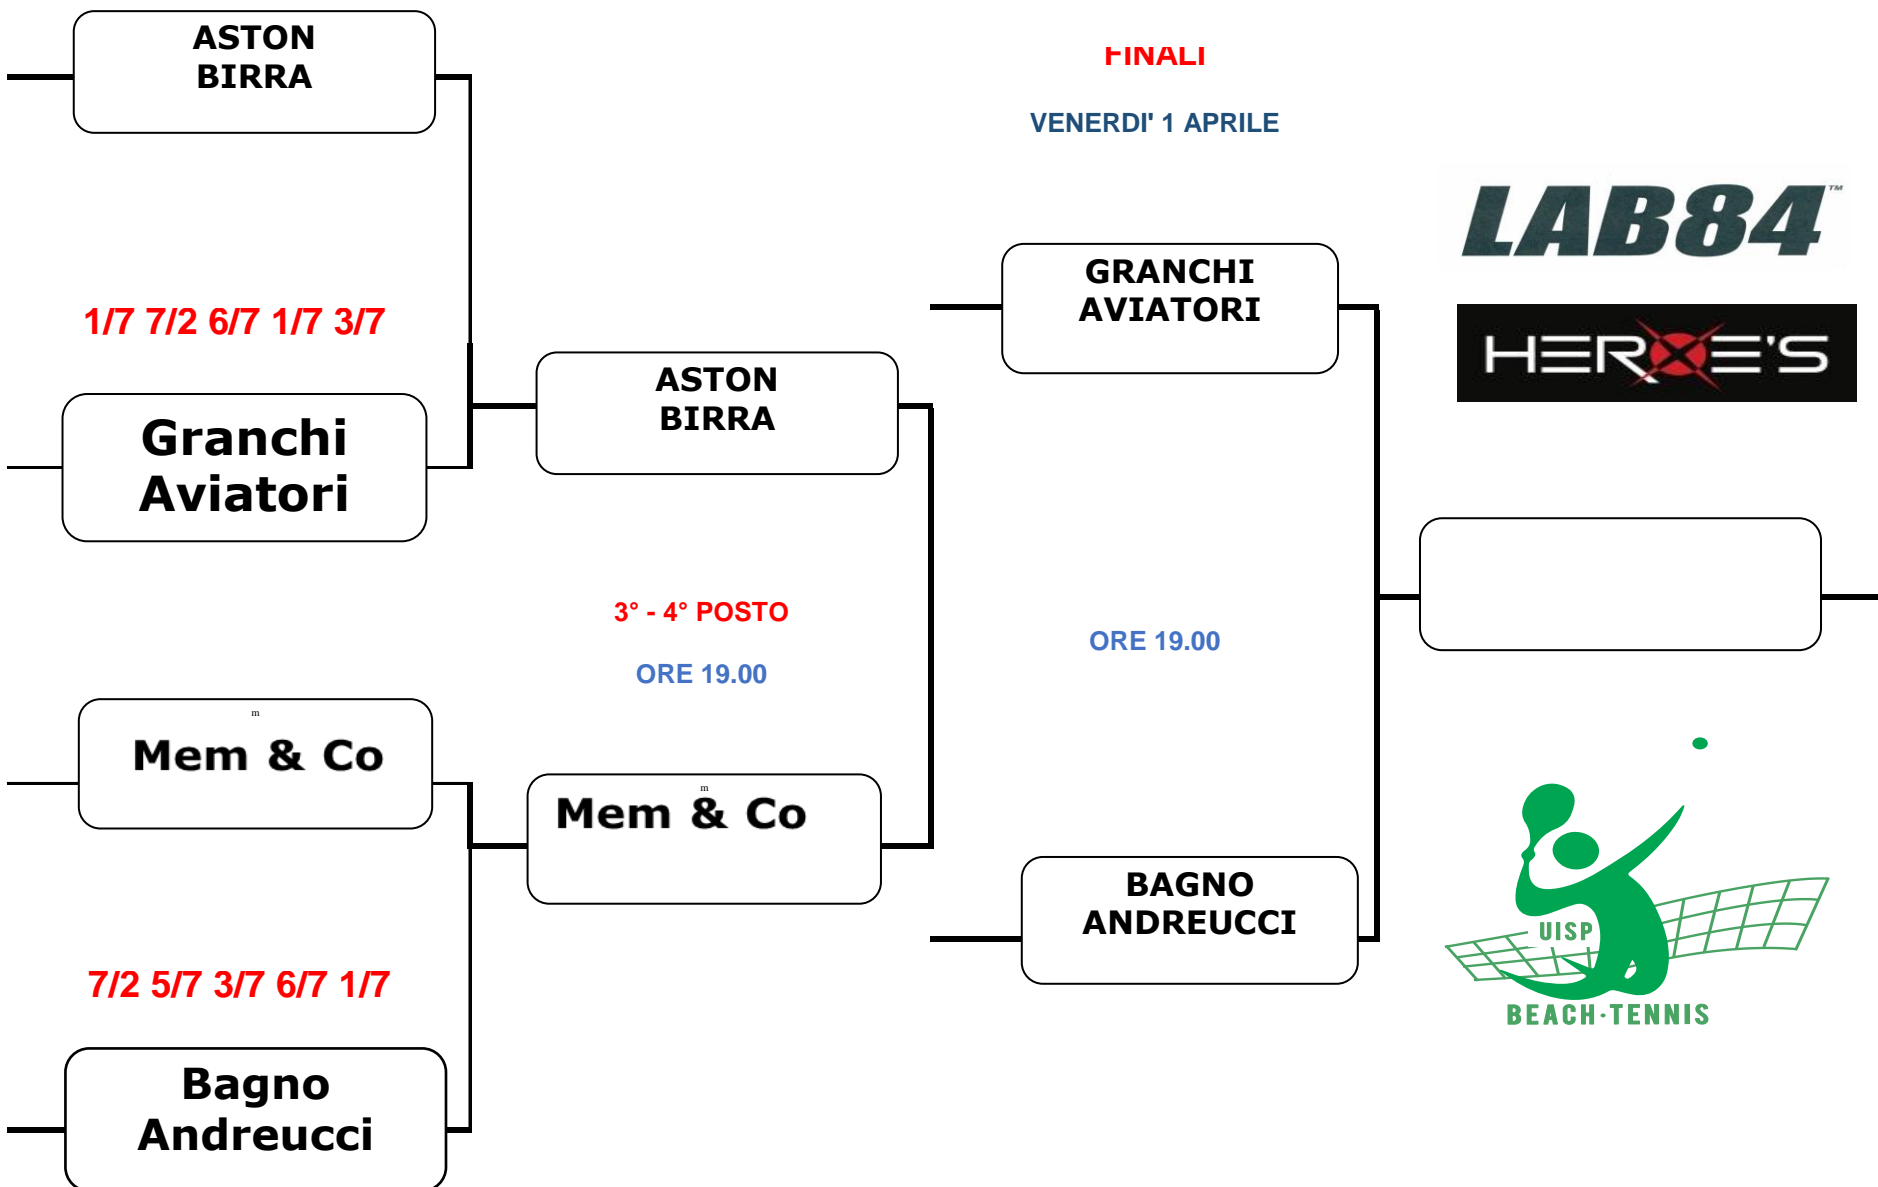 ASTON
BIRRA
1/7 7/2 6/7 1/7 3/7
Granchi
Aviatori
m
Mem & Co
7/2 5/7 3/7 6/7 1/7
Bagno
Andreucci
ASTON
BIRRA
3° - 4° POSTO
ORE 19.00
m
Mem & Co
FINALI
VENERDI' 1 APRILE
GRANCHI
AVIATORI
ORE 19.00
BAGNO
ANDREUCCI
LAB84™
HEROE'S
UISP
BEACH·TENNIS